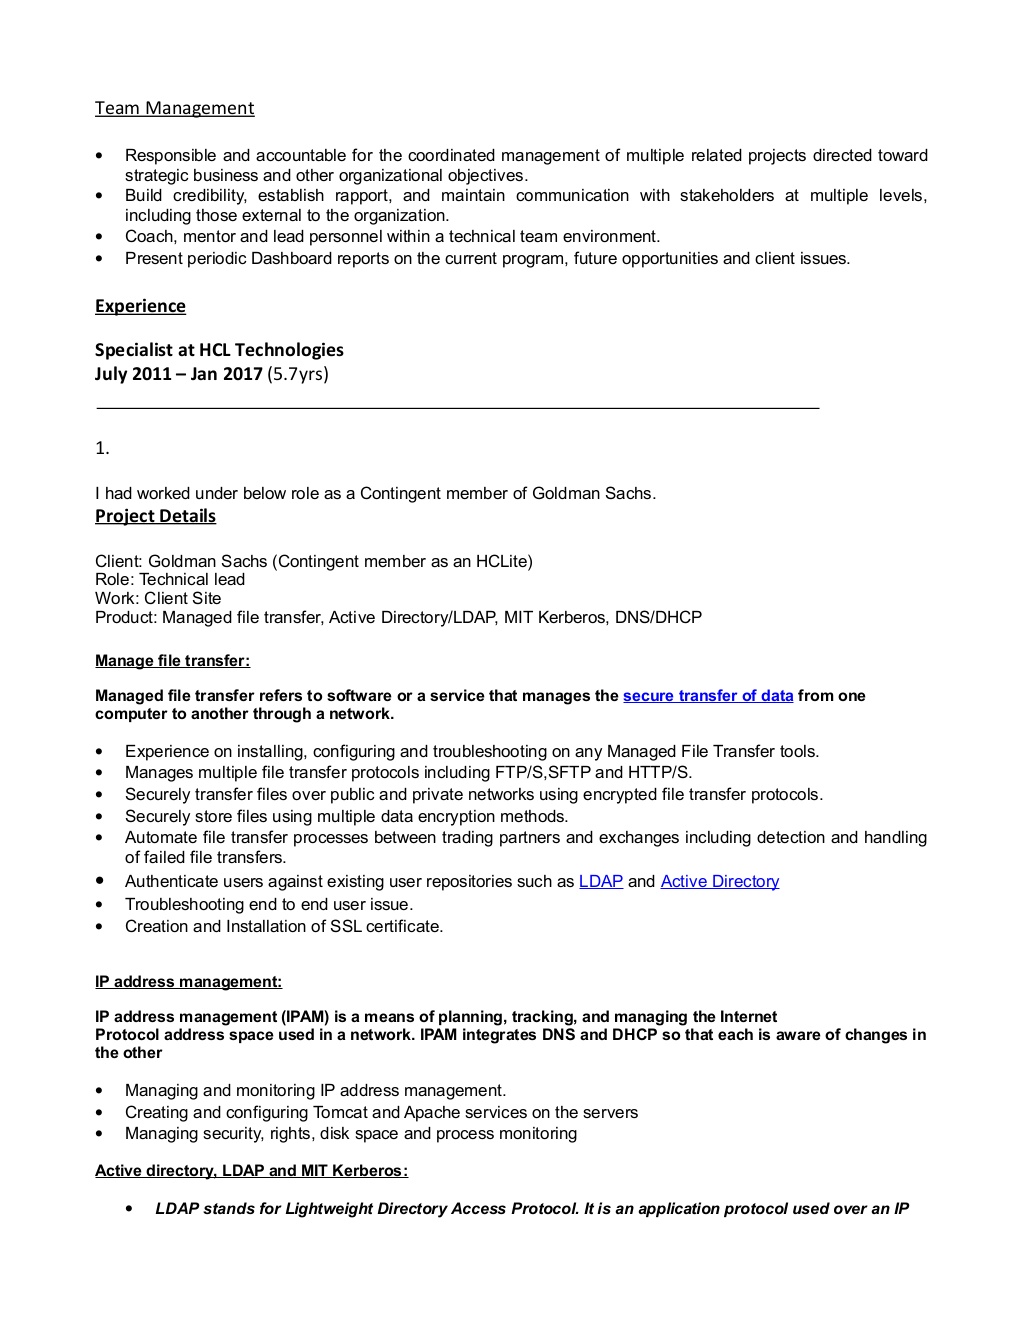 Team Management
• Responsible and accountable for the coordinated management of multiple related projects directed toward
strategic business and other organizational objectives.
• Build credibility, establish rapport, and maintain communication with stakeholders at multiple levels,
including those external to the organization.
• Coach, mentor and lead personnel within a technical team environment.
• Present periodic Dashboard reports on the current program, future opportunities and client issues.
Experience
Specialist at HCL Technologies
July 2011 – Jan 2017 (5.7yrs)
1.
I had worked under below role as a Contingent member of Goldman Sachs.
Project Details
Client: Goldman Sachs (Contingent member as an HCLite)
Role: Technical lead
Work: Client Site
Product: Managed file transfer, Active Directory/LDAP, MIT Kerberos, DNS/DHCP
Manage file transfer:
Managed file transfer refers to software or a service that manages the secure transfer of data from one
computer to another through a network.
• Experience on installing, configuring and troubleshooting on any Managed File Transfer tools.
• Manages multiple file transfer protocols including FTP/S,SFTP and HTTP/S.
• Securely transfer files over public and private networks using encrypted file transfer protocols.
• Securely store files using multiple data encryption methods.
• Automate file transfer processes between trading partners and exchanges including detection and handling
of failed file transfers.
• Authenticate users against existing user repositories such as LDAP and Active Directory
• Troubleshooting end to end user issue.
• Creation and Installation of SSL certificate.
IP address management:
IP address management (IPAM) is a means of planning, tracking, and managing the Internet
Protocol address space used in a network. IPAM integrates DNS and DHCP so that each is aware of changes in
the other
• Managing and monitoring IP address management.
• Creating and configuring Tomcat and Apache services on the servers
• Managing security, rights, disk space and process monitoring
Active directory, LDAP and MIT Kerberos:
• LDAP stands for Lightweight Directory Access Protocol. It is an application protocol used over an IP